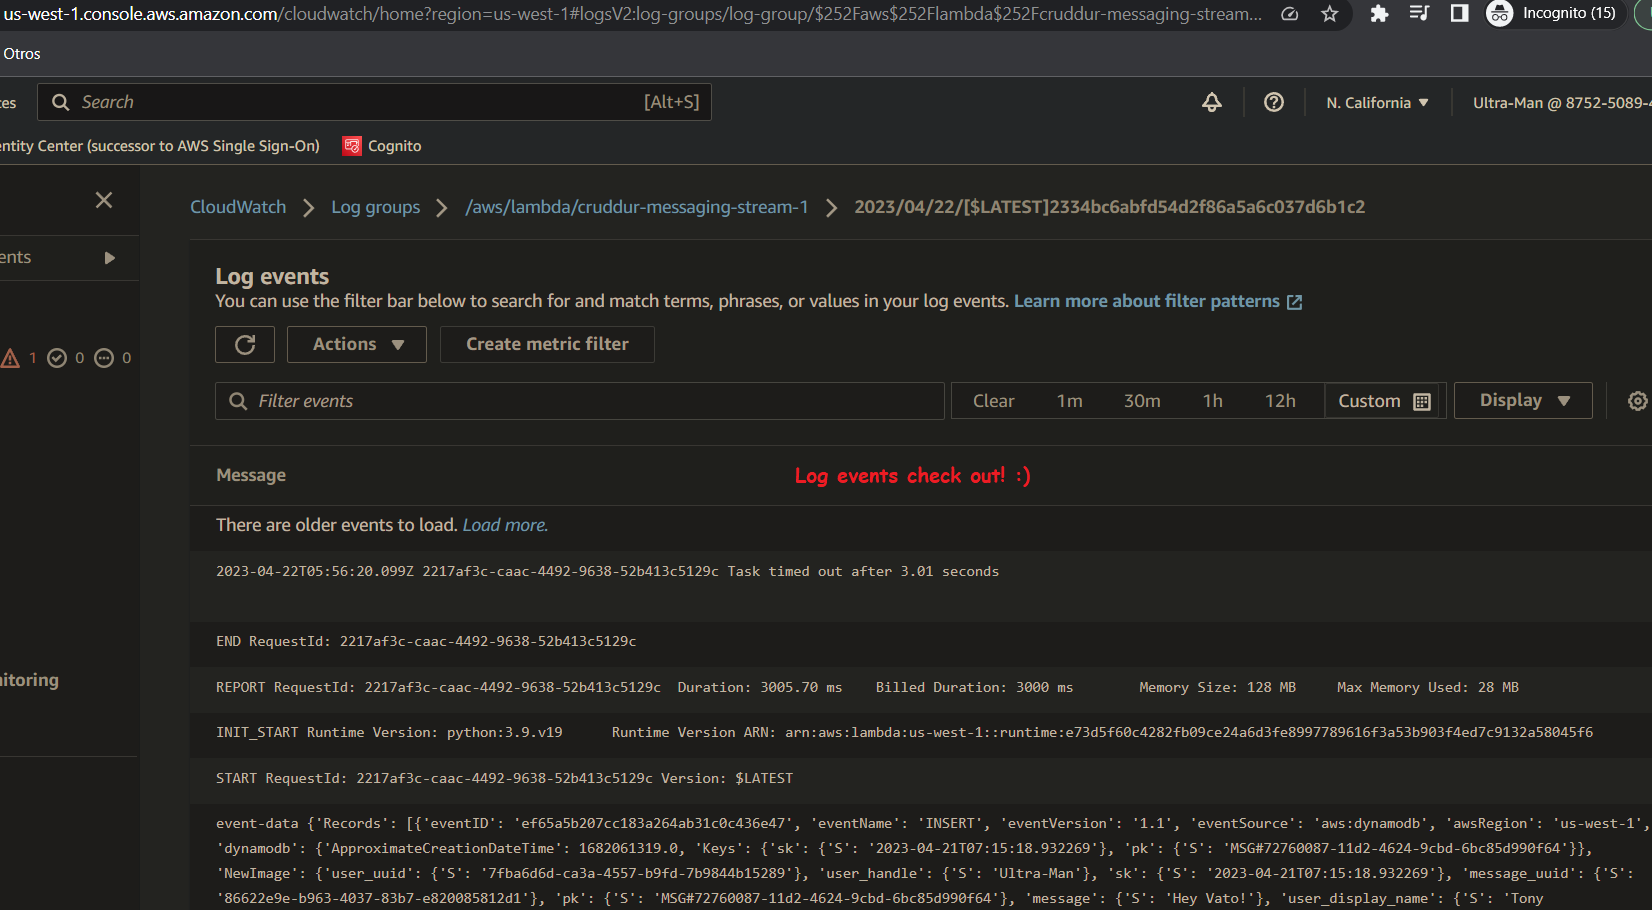 us-west-1.console.aws.amazon.com/cloudwatch/home?region=us-west-1#logsV2:log-groups/log-group/$252Faws$252Flambda$252Fcruddur-messaging-stream...
Incognito (15)
Otros
Search
[Alt+S]
N. California
Ultra-Man @ 8752-5089-
entity Center (successor to AWS Single Sign-On)
Cognito
CloudWatch
Log groups
/aws/lambda/cruddur-messaging-stream-1
2023/04/22/[$LATEST]2334bc6abfd54d2f86a5a6c037d6b1c2
ents
Log events
You can use the filter bar below to search for and match terms, phrases, or values in your log events. Learn more about filter patterns
Actions
Create metric filter
1 0 0
Filter events
Clear 1m 30m 1h 12h Custom
Display
Message
Log events check out! :)
There are older events to load. Load more.
2023-04-22T05:56:20.099Z 2217af3c-caac-4492-9638-52b413c5129c Task timed out after 3.01 seconds
END RequestId: 2217af3c-caac-4492-9638-52b413c5129c
itoring
REPORT RequestId: 2217af3c-caac-4492-9638-52b413c5129c Duration: 3005.70 ms Billed Duration: 3000 ms Memory Size: 128 MB Max Memory Used: 28 MB
INIT_START Runtime Version: python:3.9.v19 Runtime Version ARN: arn:aws:lambda:us-west-1::runtime:e73d5f60c4282fb09ce24a6d3fe8997789616f3a53b903f4ed7c9132a58045f6
START RequestId: 2217af3c-caac-4492-9638-52b413c5129c Version: $LATEST
event-data {'Records': [{'eventID': 'ef65a5b207cc183a264ab31c0c436e47', 'eventName': 'INSERT', 'eventVersion': '1.1', 'eventSource': 'aws:dynamodb', 'awsRegion': 'us-west-1',
'dynamodb': {'ApproximateCreationDateTime': 1682061319.0, 'Keys': {'sk': {'S': '2023-04-21T07:15:18.932269'}, 'pk': {'S': 'MSG#72760087-11d2-4624-9cbd-6bc85d990f64'}},
'NewImage': {'user_uuid': {'S': '7fba6d6d-ca3a-4557-b9fd-7b9844b15289'}, 'user_handle': {'S': 'Ultra-Man'}, 'sk': {'S': '2023-04-21T07:15:18.932269'}, 'message_uuid': {'S':
'86622e9e-b963-4037-83b7-e820085812d1'}, 'pk': {'S': 'MSG#72760087-11d2-4624-9cbd-6bc85d990f64'}, 'message': {'S': 'Hey Vato!'}, 'user_display_name': {'S': 'Tony